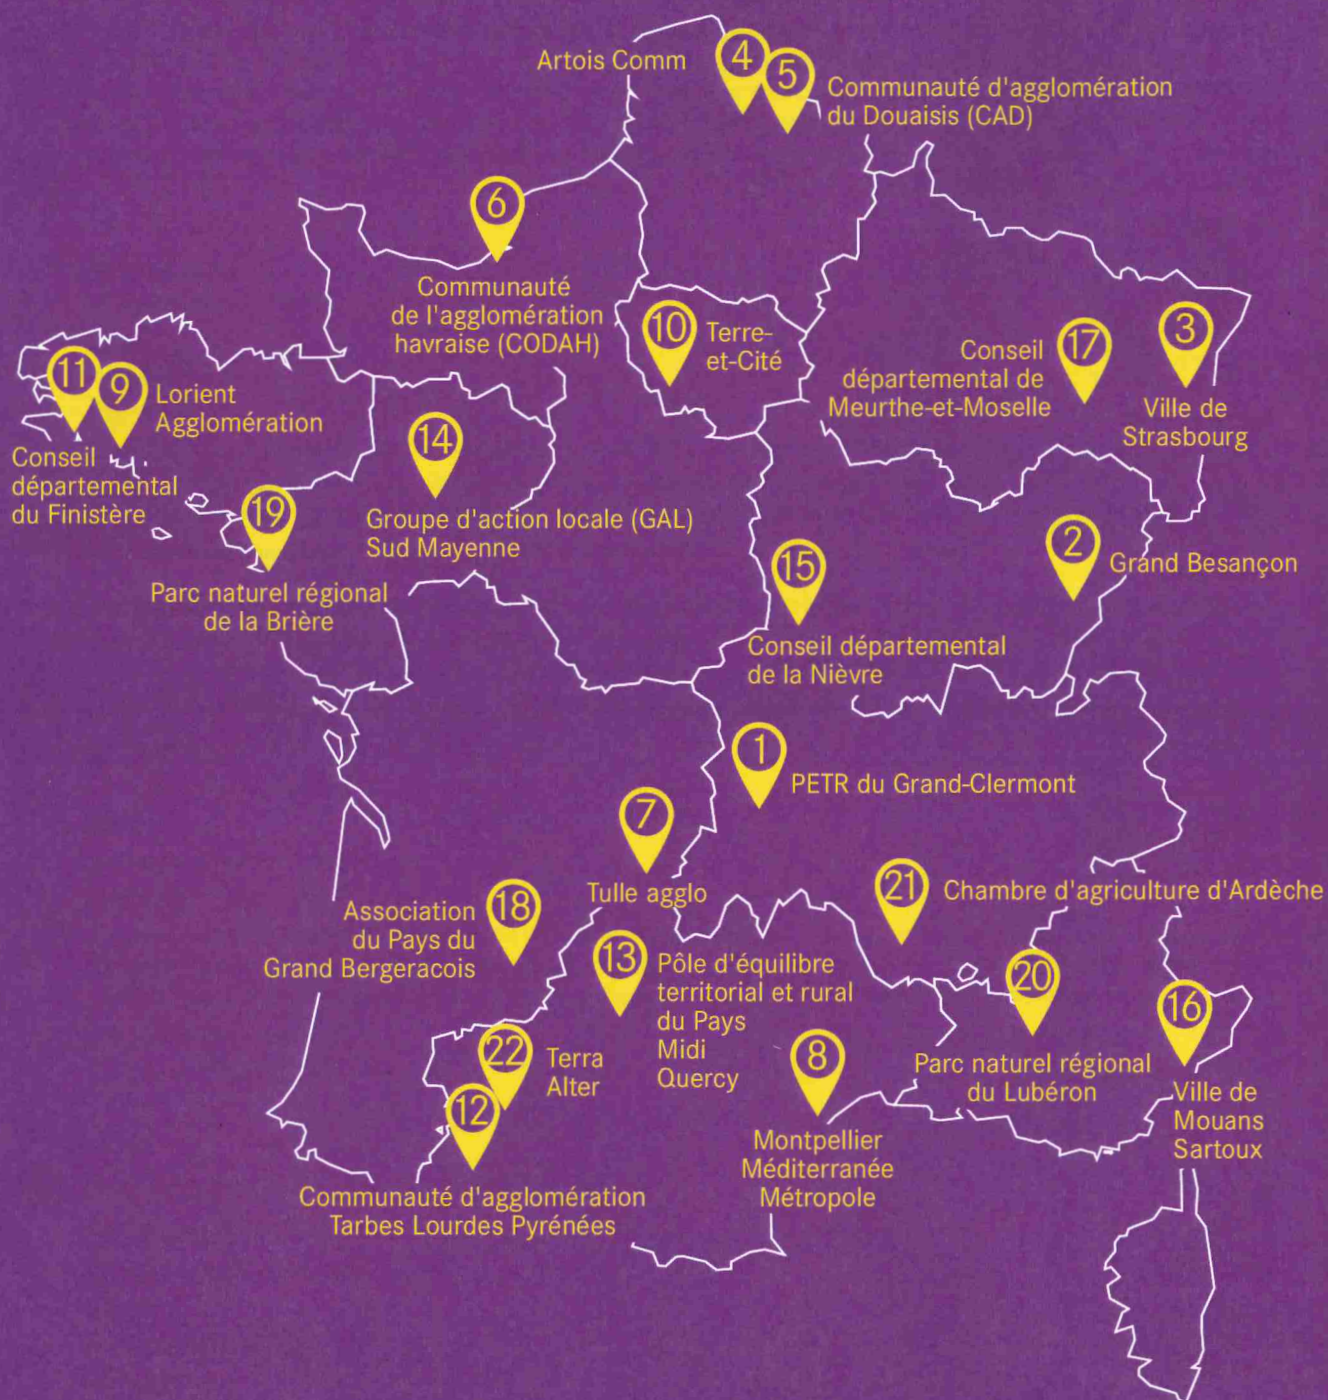 4
Artois Comm
5
Communauté d'agglomération
du Douaisis (CAD)
6
Communauté
de l'agglomération
havraise (CODAH)
10
Terre-
et-Cité
17
Conseil
départemental de
Meurthe-et-Moselle
3
Ville de
Strasbourg
11
Conseil
départemental
du Finistère
9
Lorient
Agglomération
14
Groupe d'action locale (GAL)
Sud Mayenne
19
Parc naturel régional
de la Brière
15
Conseil départemental
de la Nièvre
2
Grand Besançon
1
PETR du Grand-Clermont
7
Tulle agglo
21
Chambre d'agriculture d'Ardèche
18
Association
du Pays du
Grand Bergeracois
13
Pôle d'équilibre
territorial et rural
du Pays
Midi
Quercy
20
Parc naturel régional
du Lubéron
16
Ville de
Mouans
Sartoux
22
Terra
Alter
8
Montpellier
Méditerranée
Métropole
12
Communauté d'agglomération
Tarbes Lourdes Pyrénées